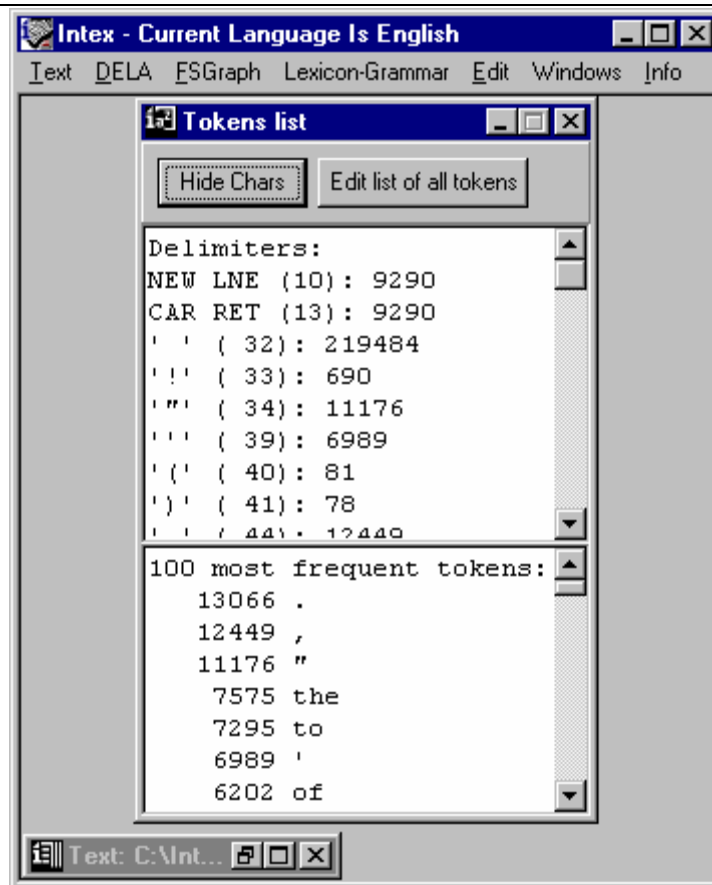 Intex - Current Language Is English
Text DELA FSGraph Lexicon-Grammar Edit Windows Info
Tokens list
Hide Chars Edit list of all tokens
Delimiters:
NEW LNE (10): 9290
CAR RET (13): 9290
' ' ( 32): 219484
'!' ( 33): 690
'"' ( 34): 11176
''' ( 39): 6989
'(' ( 40): 81
')' ( 41): 78
' ' ( 44): 12449
100 most frequent tokens:
13066 .
12449 ,
11176 "
7575 the
7295 to
6989 '
6202 of
Text: C:\Int...